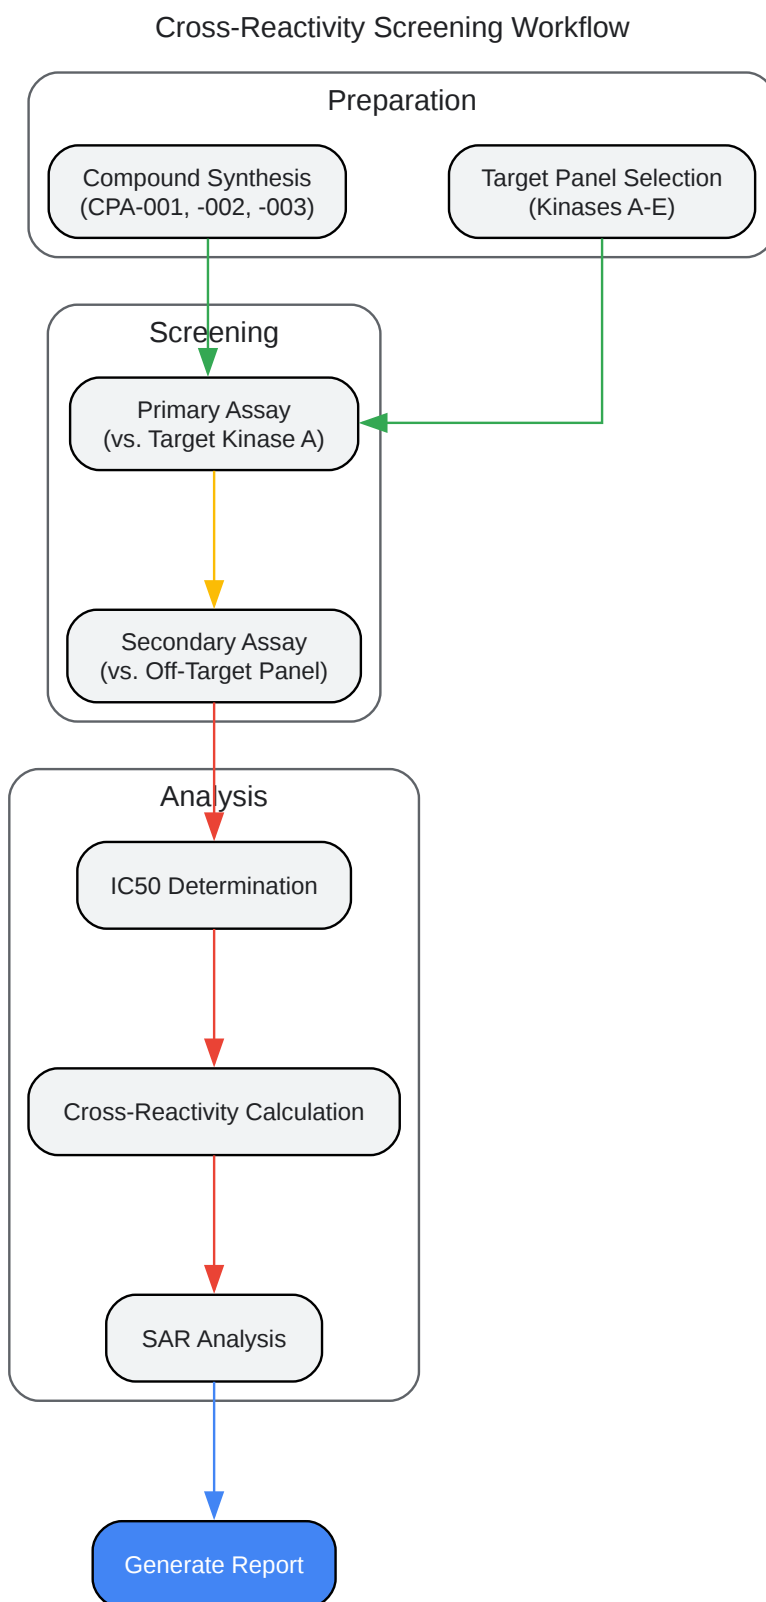 Cross-Reactivity Screening Workflow
Preparation
Compound Synthesis
(CPA-001, -002, -003)
Target Panel Selection
(Kinases A-E)
Screening
Primary Assay
(vs. Target Kinase A)
Secondary Assay
(vs. Off-Target Panel)
Analysis
IC50 Determination
Cross-Reactivity Calculation
SAR Analysis
Generate Report